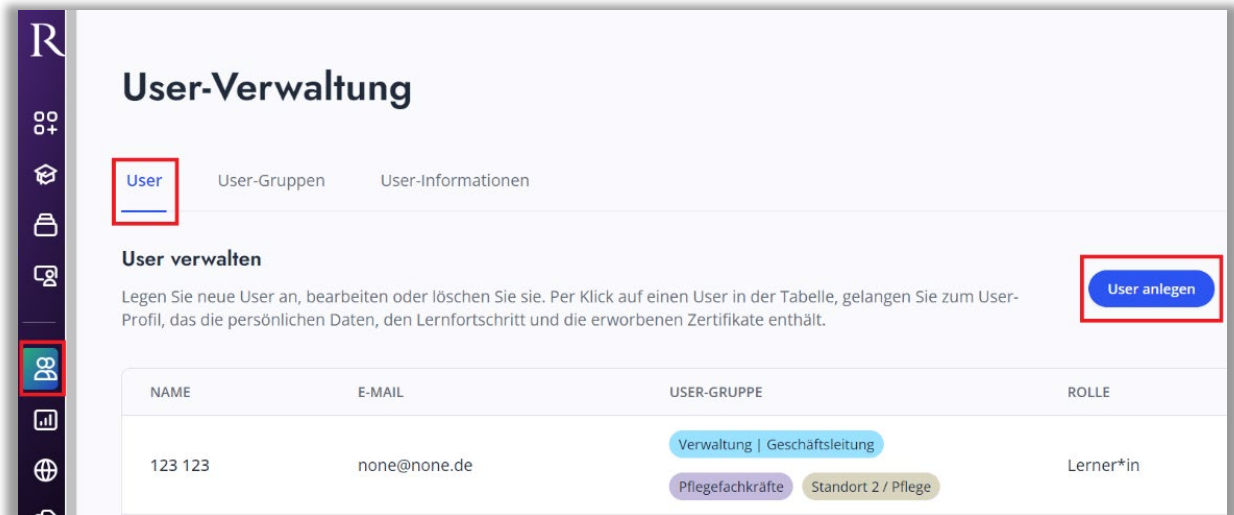 R
User-Verwaltung
User User-Gruppen User-Informationen
User verwalten
Legen Sie neue User an, bearbeiten oder löschen Sie sie. Per Klick auf einen User in der Tabelle, gelangen Sie zum User-
Profil, das die persönlichen Daten, den Lernfortschritt und die erworbenen Zertifikate enthält.
User anlegen
NAME E-MAIL USER-GRUPPE ROLLE
Verwaltung | Geschäftsleitung
123 123 none@none.de Lerner*in
Pflegefachkräfte Standort 2 / Pflege